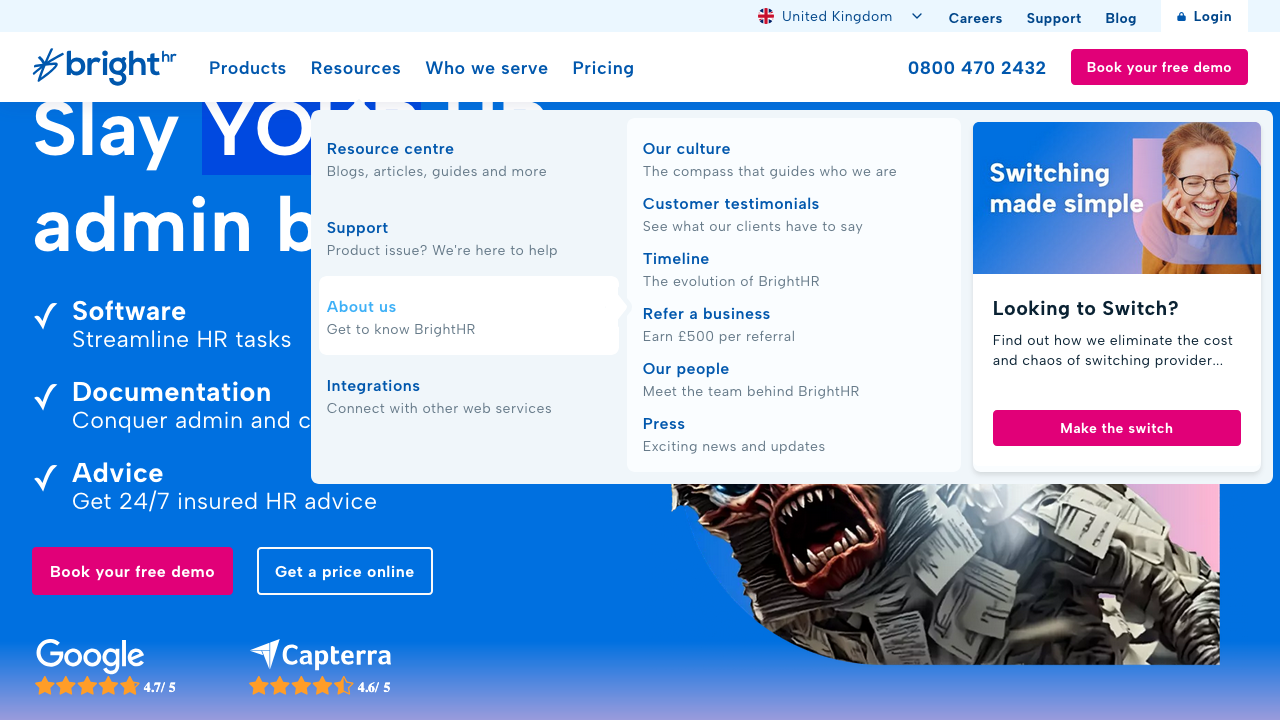 United Kingdom
Careers
Support
Blog
Login
brighthr
Products
Resources
Who we serve
Pricing
0800 470 2432
Book your free demo
Slay
admin
Software
Streamline HR tasks
Documentation
Conquer admin and
Advice
Get 24/7 insured HR advice
Book your free demo
Get a price online
Google
4.7/ 5
Capterra
4.6/ 5
Resource centre
Blogs, articles, guides and more
Support
Product issue? We're here to help
About us
Get to know BrightHR
Integrations
Connect with other web services
Our culture
The compass that guides who we are
Customer testimonials
See what our clients have to say
Timeline
The evolution of BrightHR
Refer a business
Earn £500 per referral
Our people
Meet the team behind BrightHR
Press
Exciting news and updates
Switching
made simple
Looking to Switch?
Find out how we eliminate the cost
and chaos of switching provider...
Make the switch